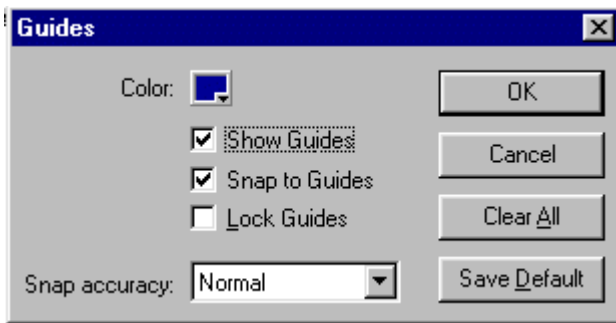 Guides
Color:
OK
Show Guides
Cancel
Snap to Guides
Lock Guides
Clear All
Snap accuracy: Normal
Save Default